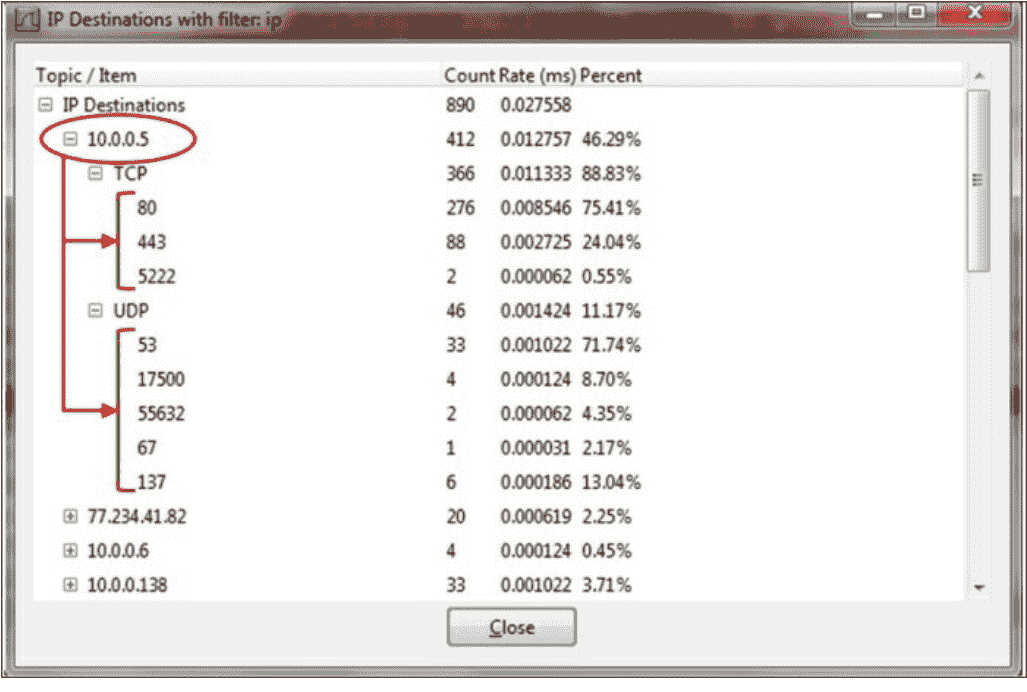 IP Destinations with filter: ip
Topic / Item Count Rate (ms) Percent
IP Destinations 890 0.027558
10.0.0.5 412 0.012757 46.29%
TCP 366 0.011333 88.83%
80 276 0.008546 75.41%
443 88 0.002725 24.04%
5222 2 0.000062 0.55%
UDP 46 0.001424 11.17%
53 33 0.001022 71.74%
17500 4 0.000124 8.70%
55632 2 0.000062 4.35%
67 1 0.000031 2.17%
137 6 0.000186 13.04%
77.234.41.82 20 0.000619 2.25%
10.0.0.6 4 0.000124 0.45%
10.0.0.138 33 0.001022 3.71%
Close